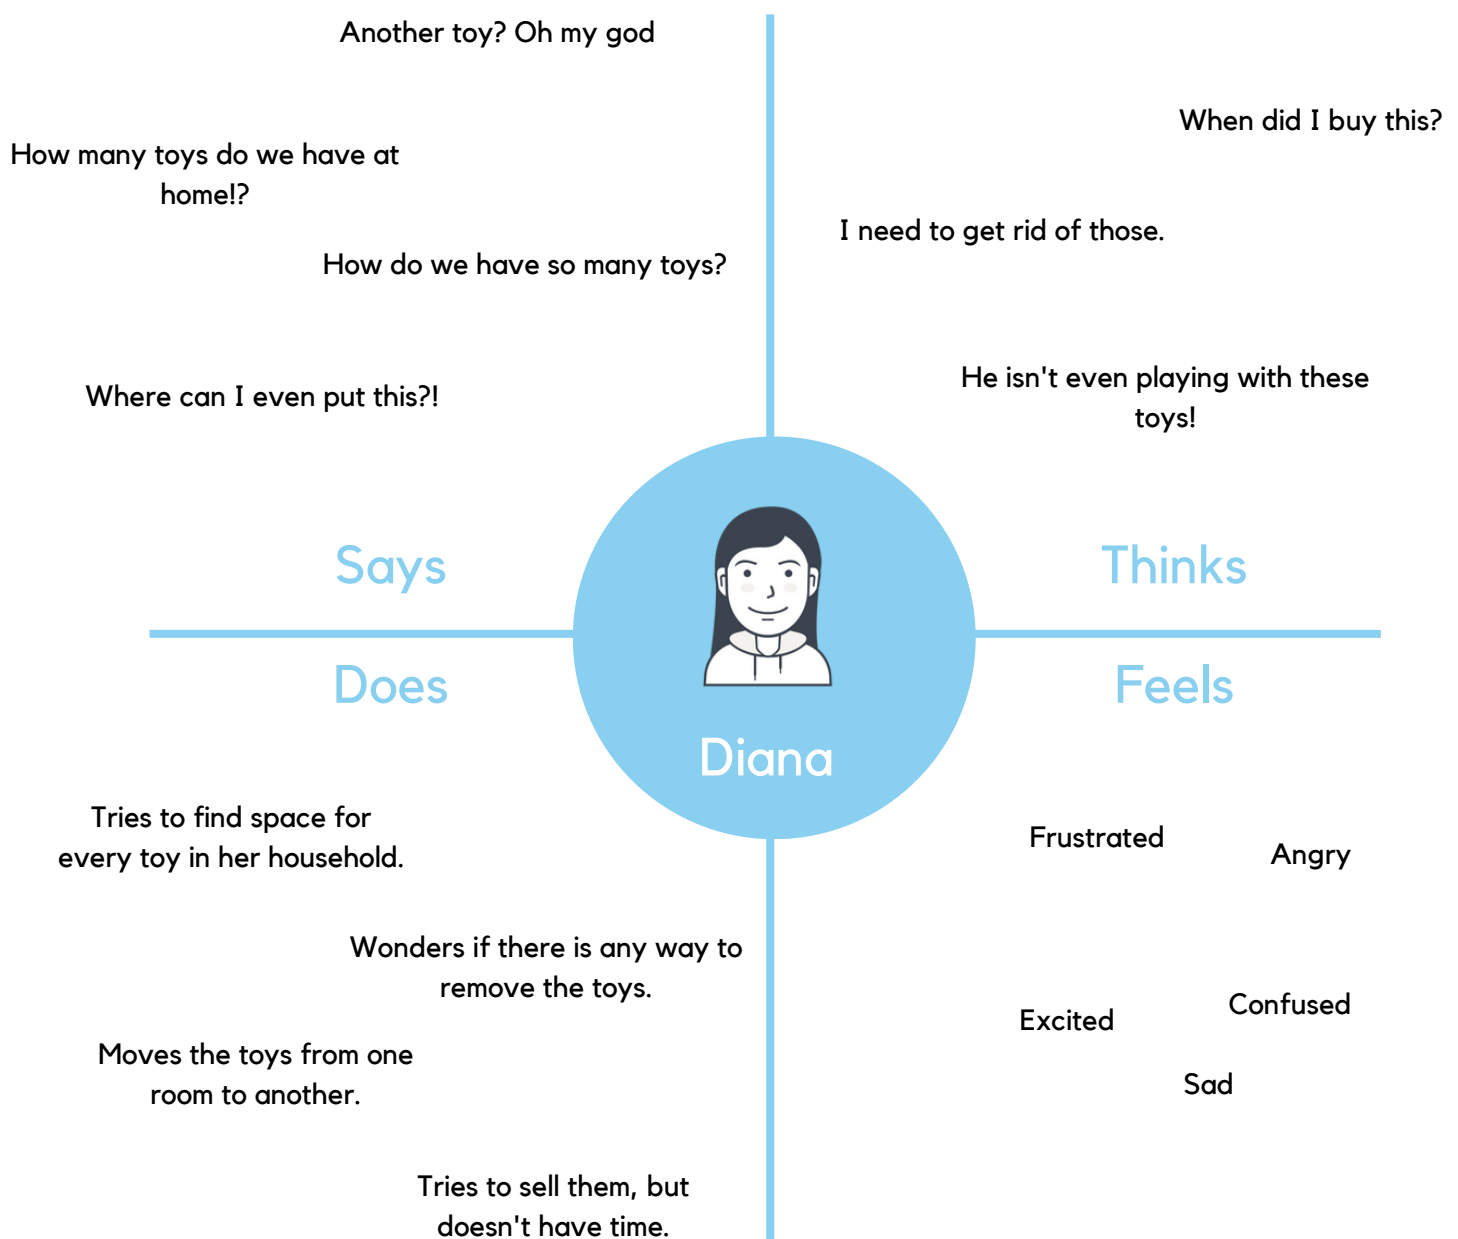 Another toy? Oh my god
How many toys do we have at
home!?
How do we have so many toys?
Where can I even put this?!
Says
When did I buy this?
I need to get rid of those.
He isn't even playing with these
toys!
Thinks
Diana
Does
Tries to find space for
every toy in her household.
Wonders if there is any way to
remove the toys.
Moves the toys from one
room to another.
Tries to sell them, but
doesn't have time.
Feels
Frustrated
Angry
Excited
Confused
Sad